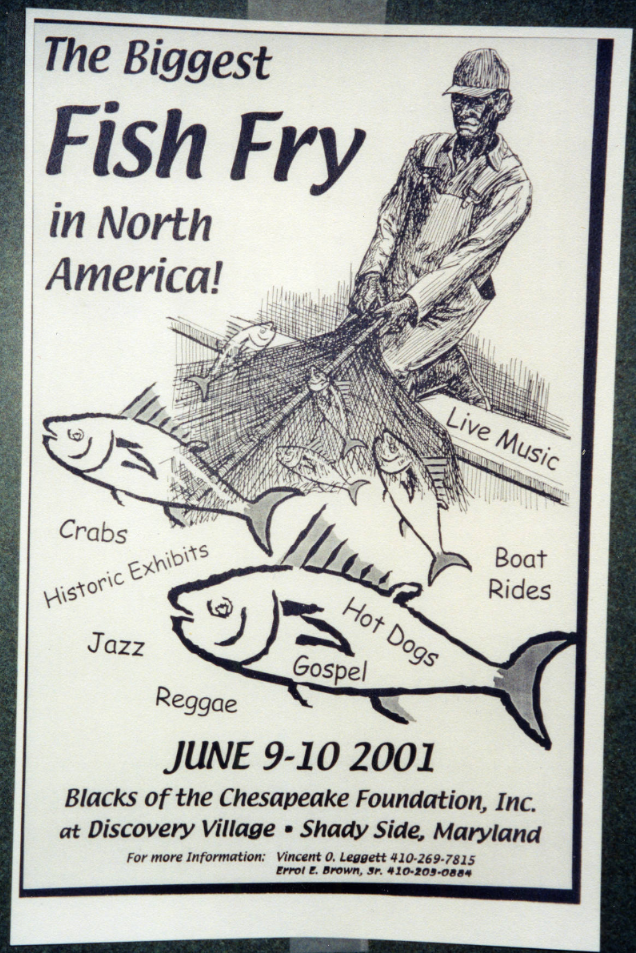 The Biggest
Fish Fry
in North
America!
Live Music
Crabs
Historic Exhibits
Boat
Rides
Hot Dogs
Jazz
Gospel
Reggae
JUNE 9-10 2001
Blacks of the Chesapeake Foundation, Inc.
at Discovery Village • Shady Side, Maryland
For more Information: Vincent O. Leggett 410-269-7815
Errol E. Brown, Sr. 410-203-0884